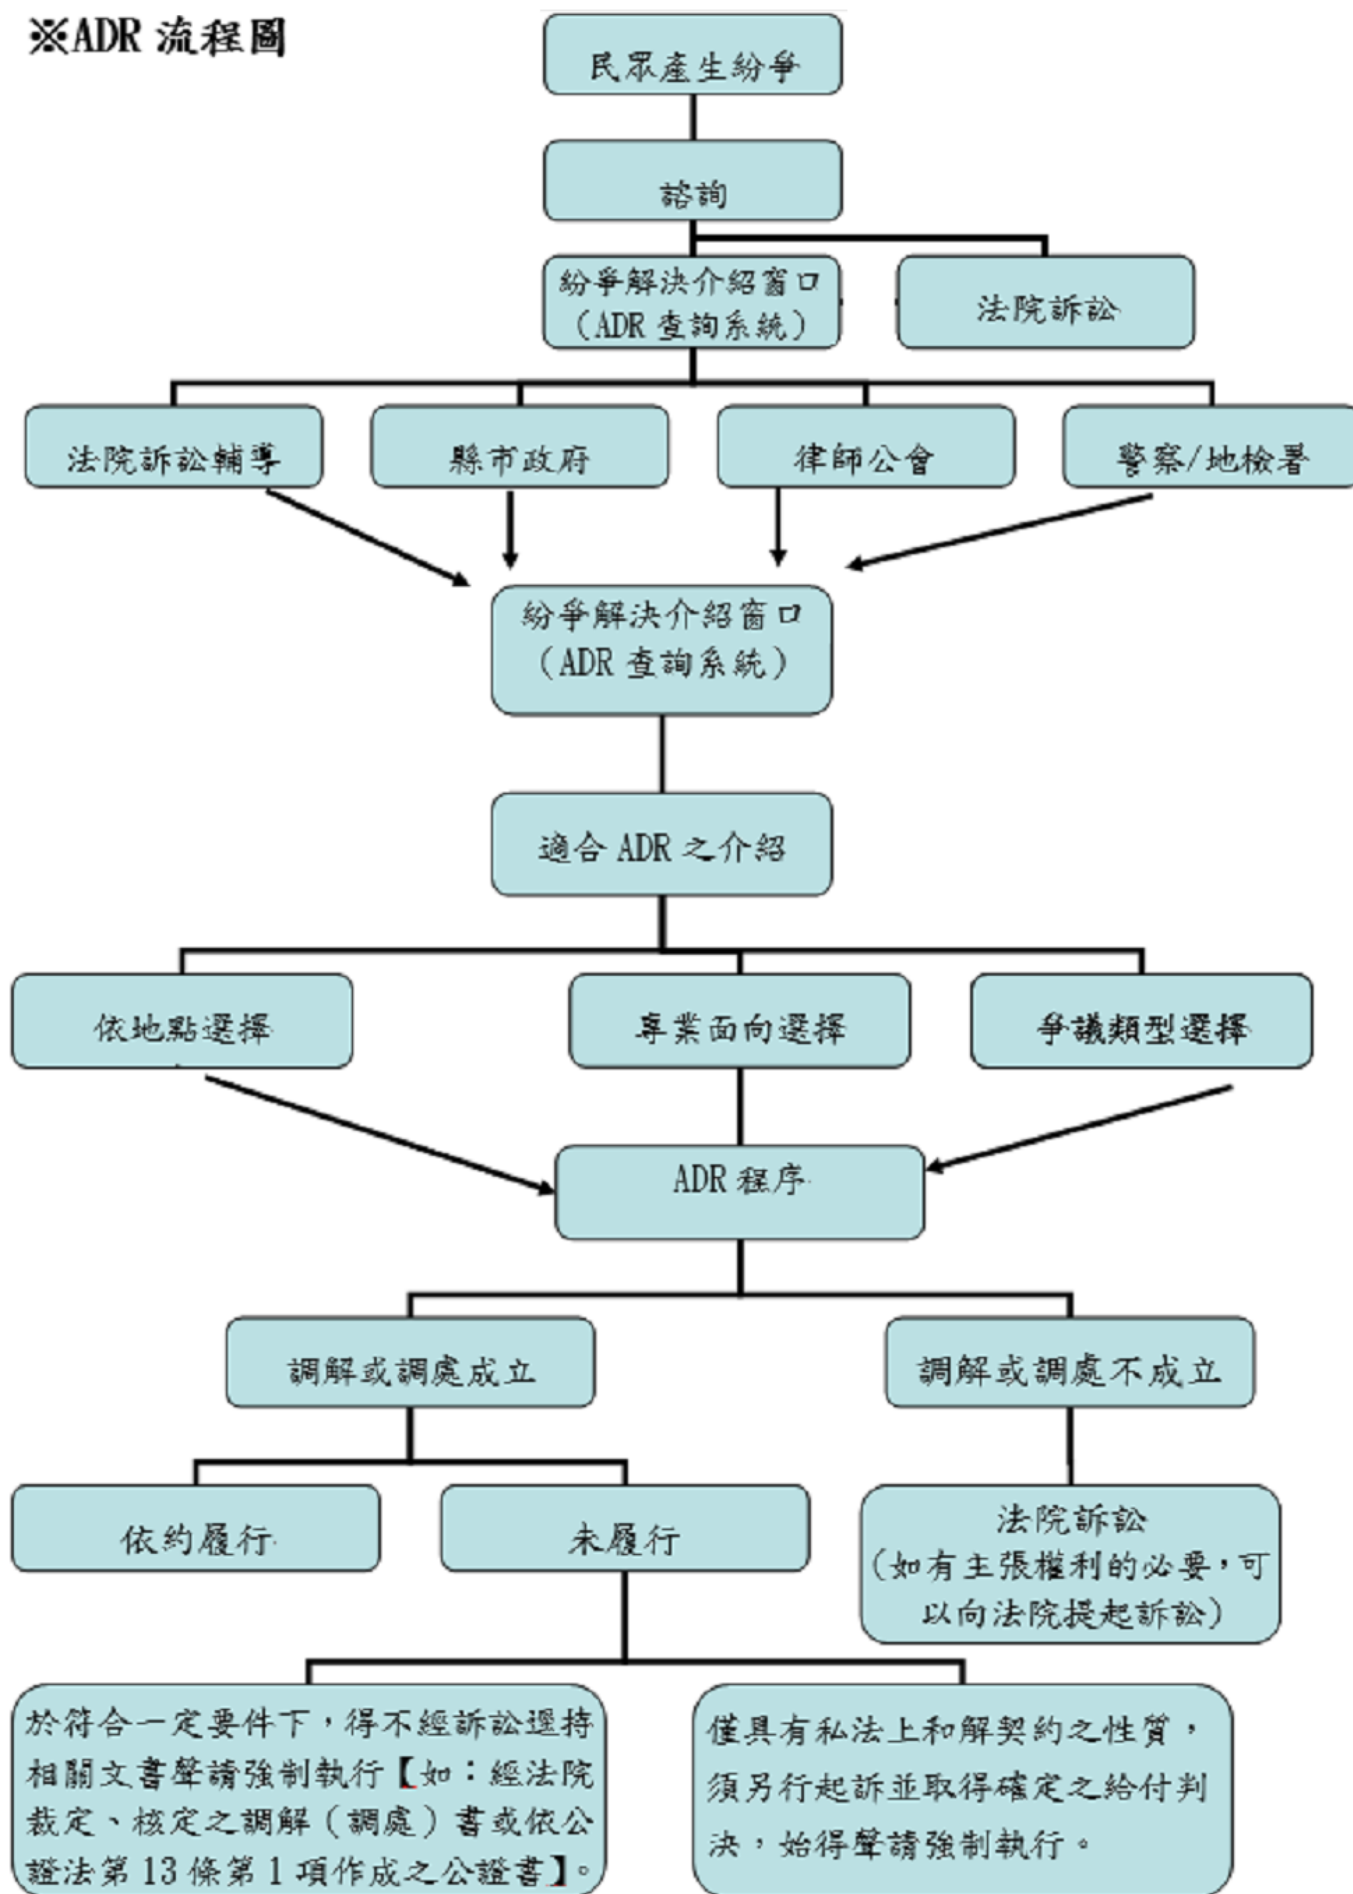 ※ADR 流程圖
民眾產生紛爭
諮詢
紛爭解決介紹窗口
（ADR 查詢系統）
法院訴訟
法院訴訟輔導
縣市政府
律師公會
警察/地檢署
紛爭解決介紹窗口
（ADR 查詢系統）
適合 ADR 之介紹
依地點選擇
專業面向選擇
爭議類型選擇
ADR 程序
調解或調處成立
調解或調處不成立
依約履行
未履行
法院訴訟
（如有主張權利的必要，可
以向法院提起訴訟）
於符合一定要件下，得不經訴訟逕持
相關文書聲請強制執行【如：經法院
裁定、核定之調解（調處）書或依公
證法第 13 條第 1 項作成之公證書】。
僅具有私法上和解契約之性質，
須另行起訴並取得確定之給付判
決，始得聲請強制執行。